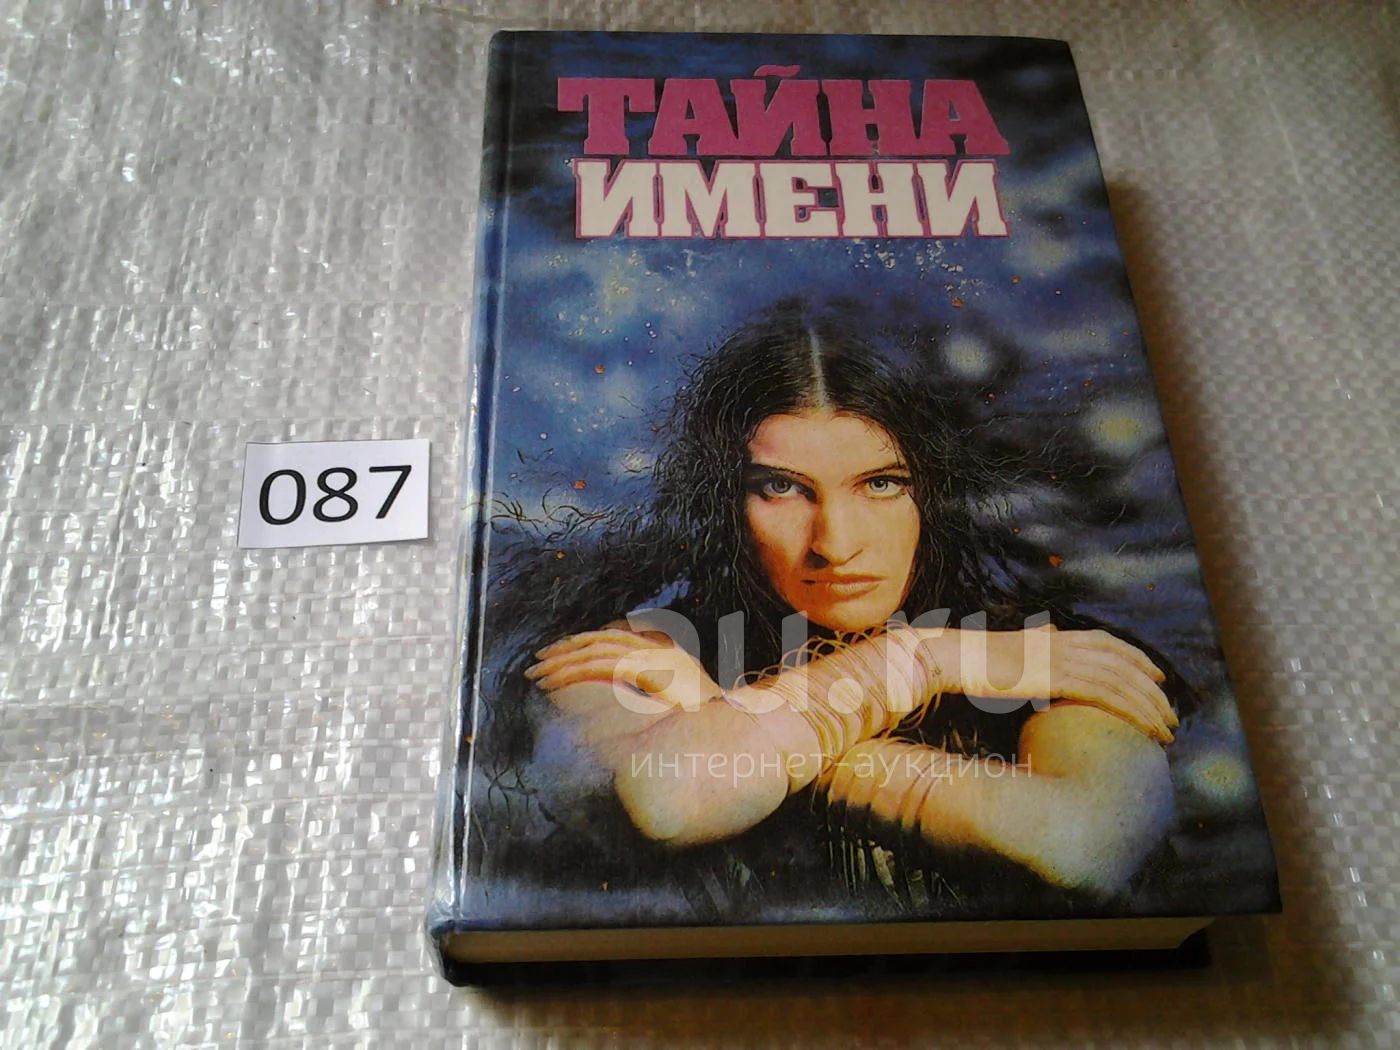 ТАЙНА
ИМЕНИ
087
au.ru
интернет-аукцион